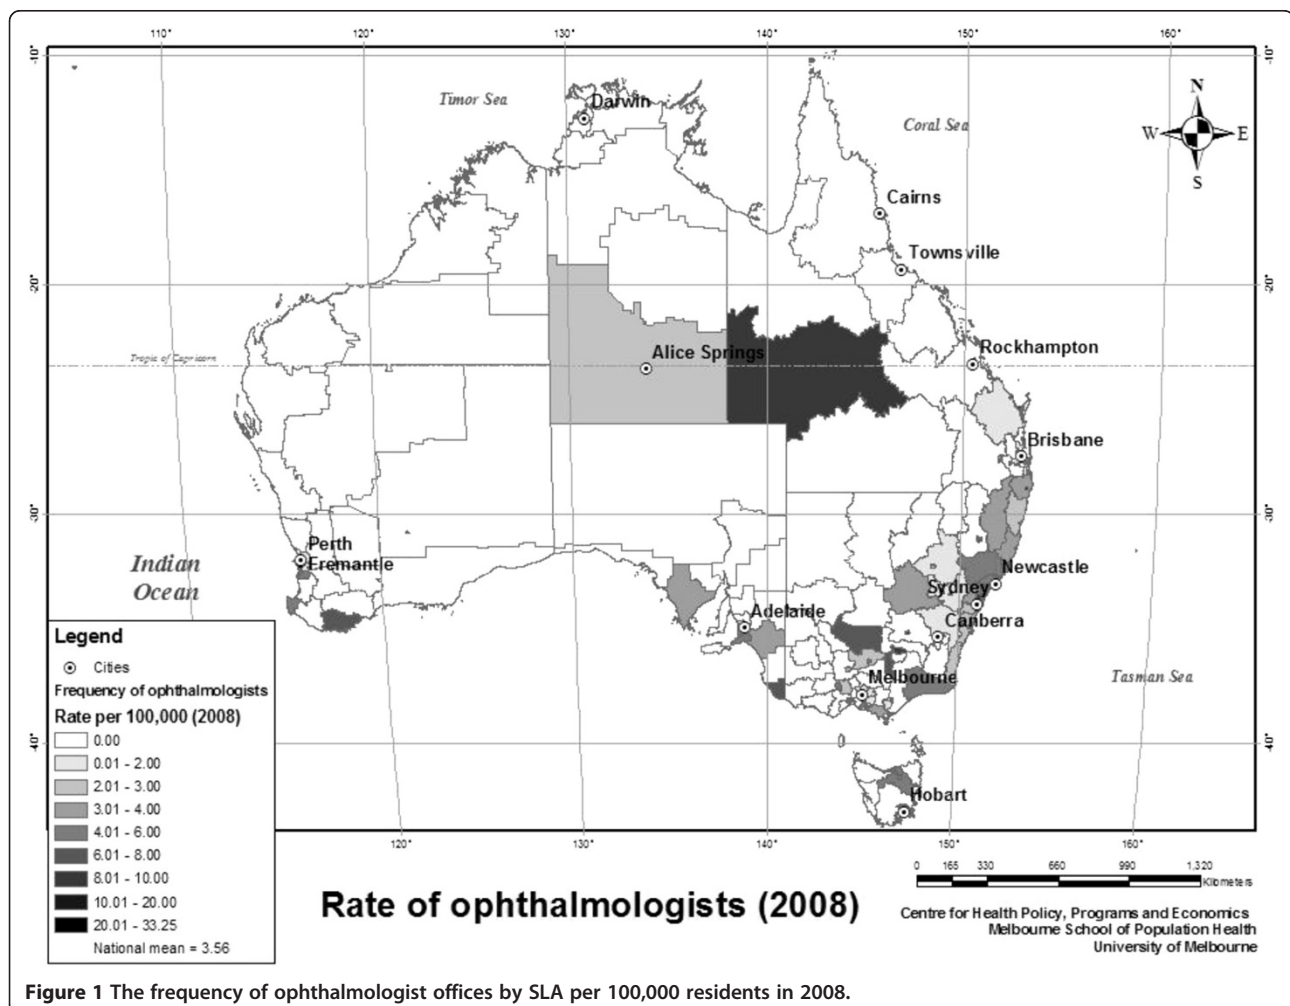 110°
120°
130°
140°
150°
160°
-10°
-10°
Timor Sea
Darwin
Coral Sea
N
W
E
S
Cairns
Townsville
-20°
-20°
Tropic of Capricorn
Alice Springs
Rockhampton
Brisbane
-30°
-30°
Indian
Ocean
Perth
Fremantle
Newcastle
Sydney
Adelaide
Canberra
Melbourne
Tasman Sea
-40°
-40°
Hobart
120°
130°
140°
150°
160°
Legend
Cities
Frequency of ophthalmologists
Rate per 100,000 (2008)
0.00
0.01 - 2.00
2.01 - 3.00
3.01 - 4.00
4.01 - 6.00
6.01 - 8.00
8.01 - 10.00
10.01 - 20.00
20.01 - 33.25
National mean = 3.56
0 165 330 660 990 1,320
Kilometers
Rate of ophthalmologists (2008)
Centre for Health Policy, Programs and Economics
Melbourne School of Population Health
University of Melbourne
Figure 1 The frequency of ophthalmologist offices by SLA per 100,000 residents in 2008.